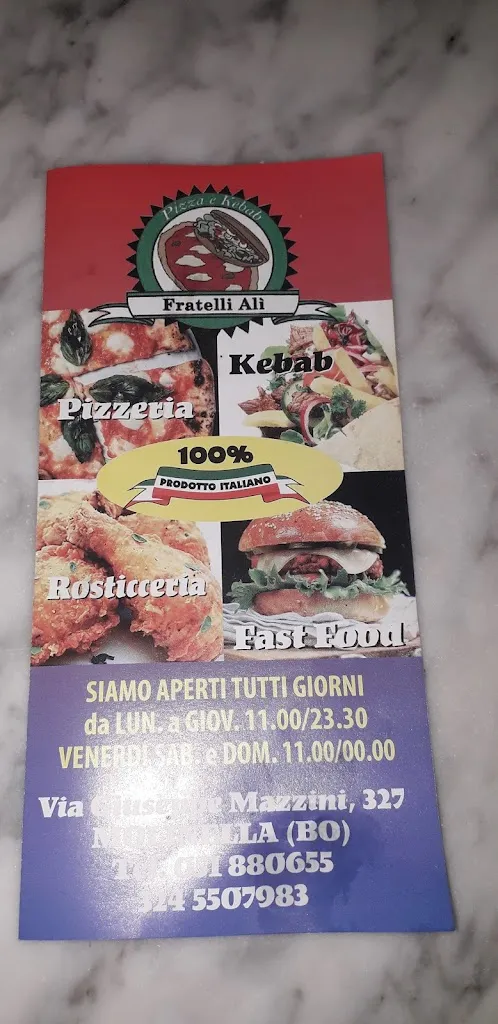 Pizza e Kebab
Fratelli Alì
Kebab
Pizzeria
100%
PRODOTTO ITALIANO
Rosticceria
Fast Food
SIAMO APERTI TUTTI GIORNI
da LUN. a GIOV. 11.00/23.30
VENERDI SAB. e DOM. 11.00/00.00
Via Giuseppe Mazzini, 327
(BO)
880655
5507983